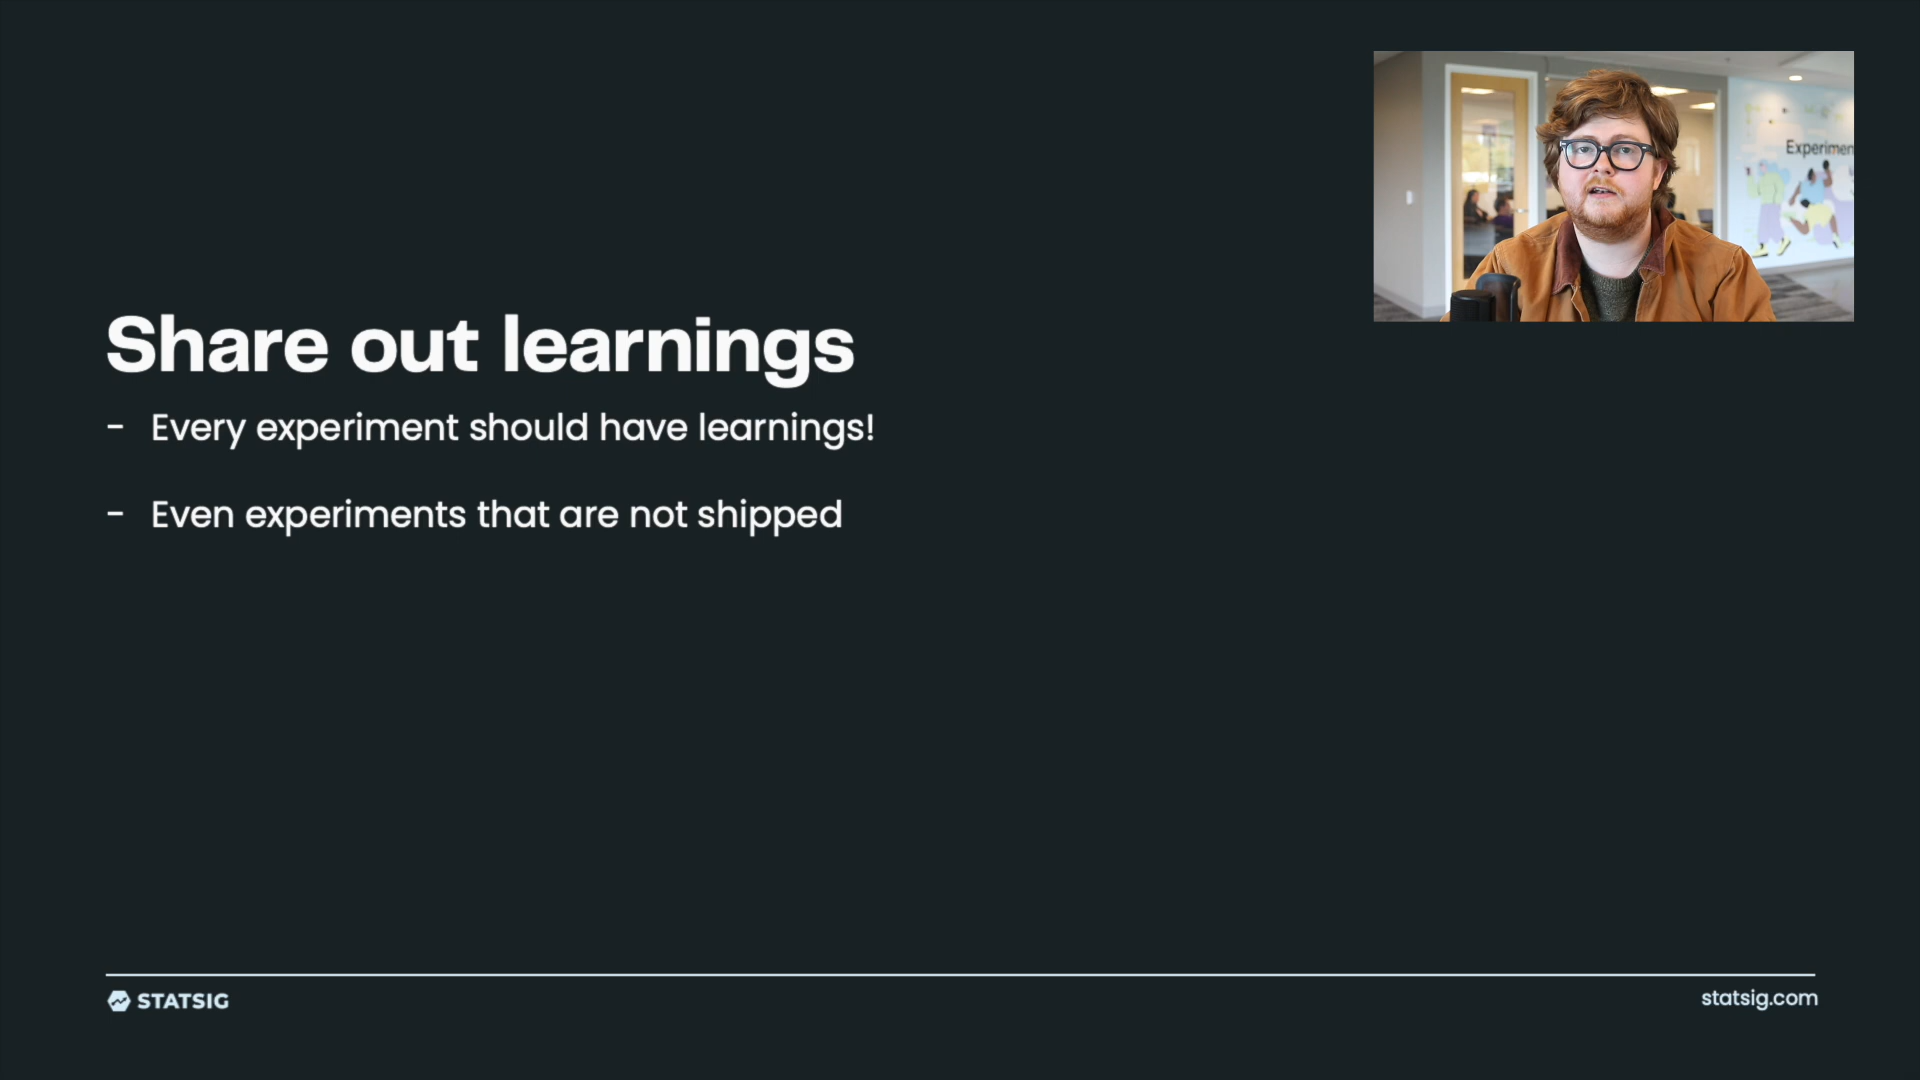 Experimen
Share out learnings
- Every experiment should have learnings!
- Even experiments that are not shipped
STATSIG
statsig.com